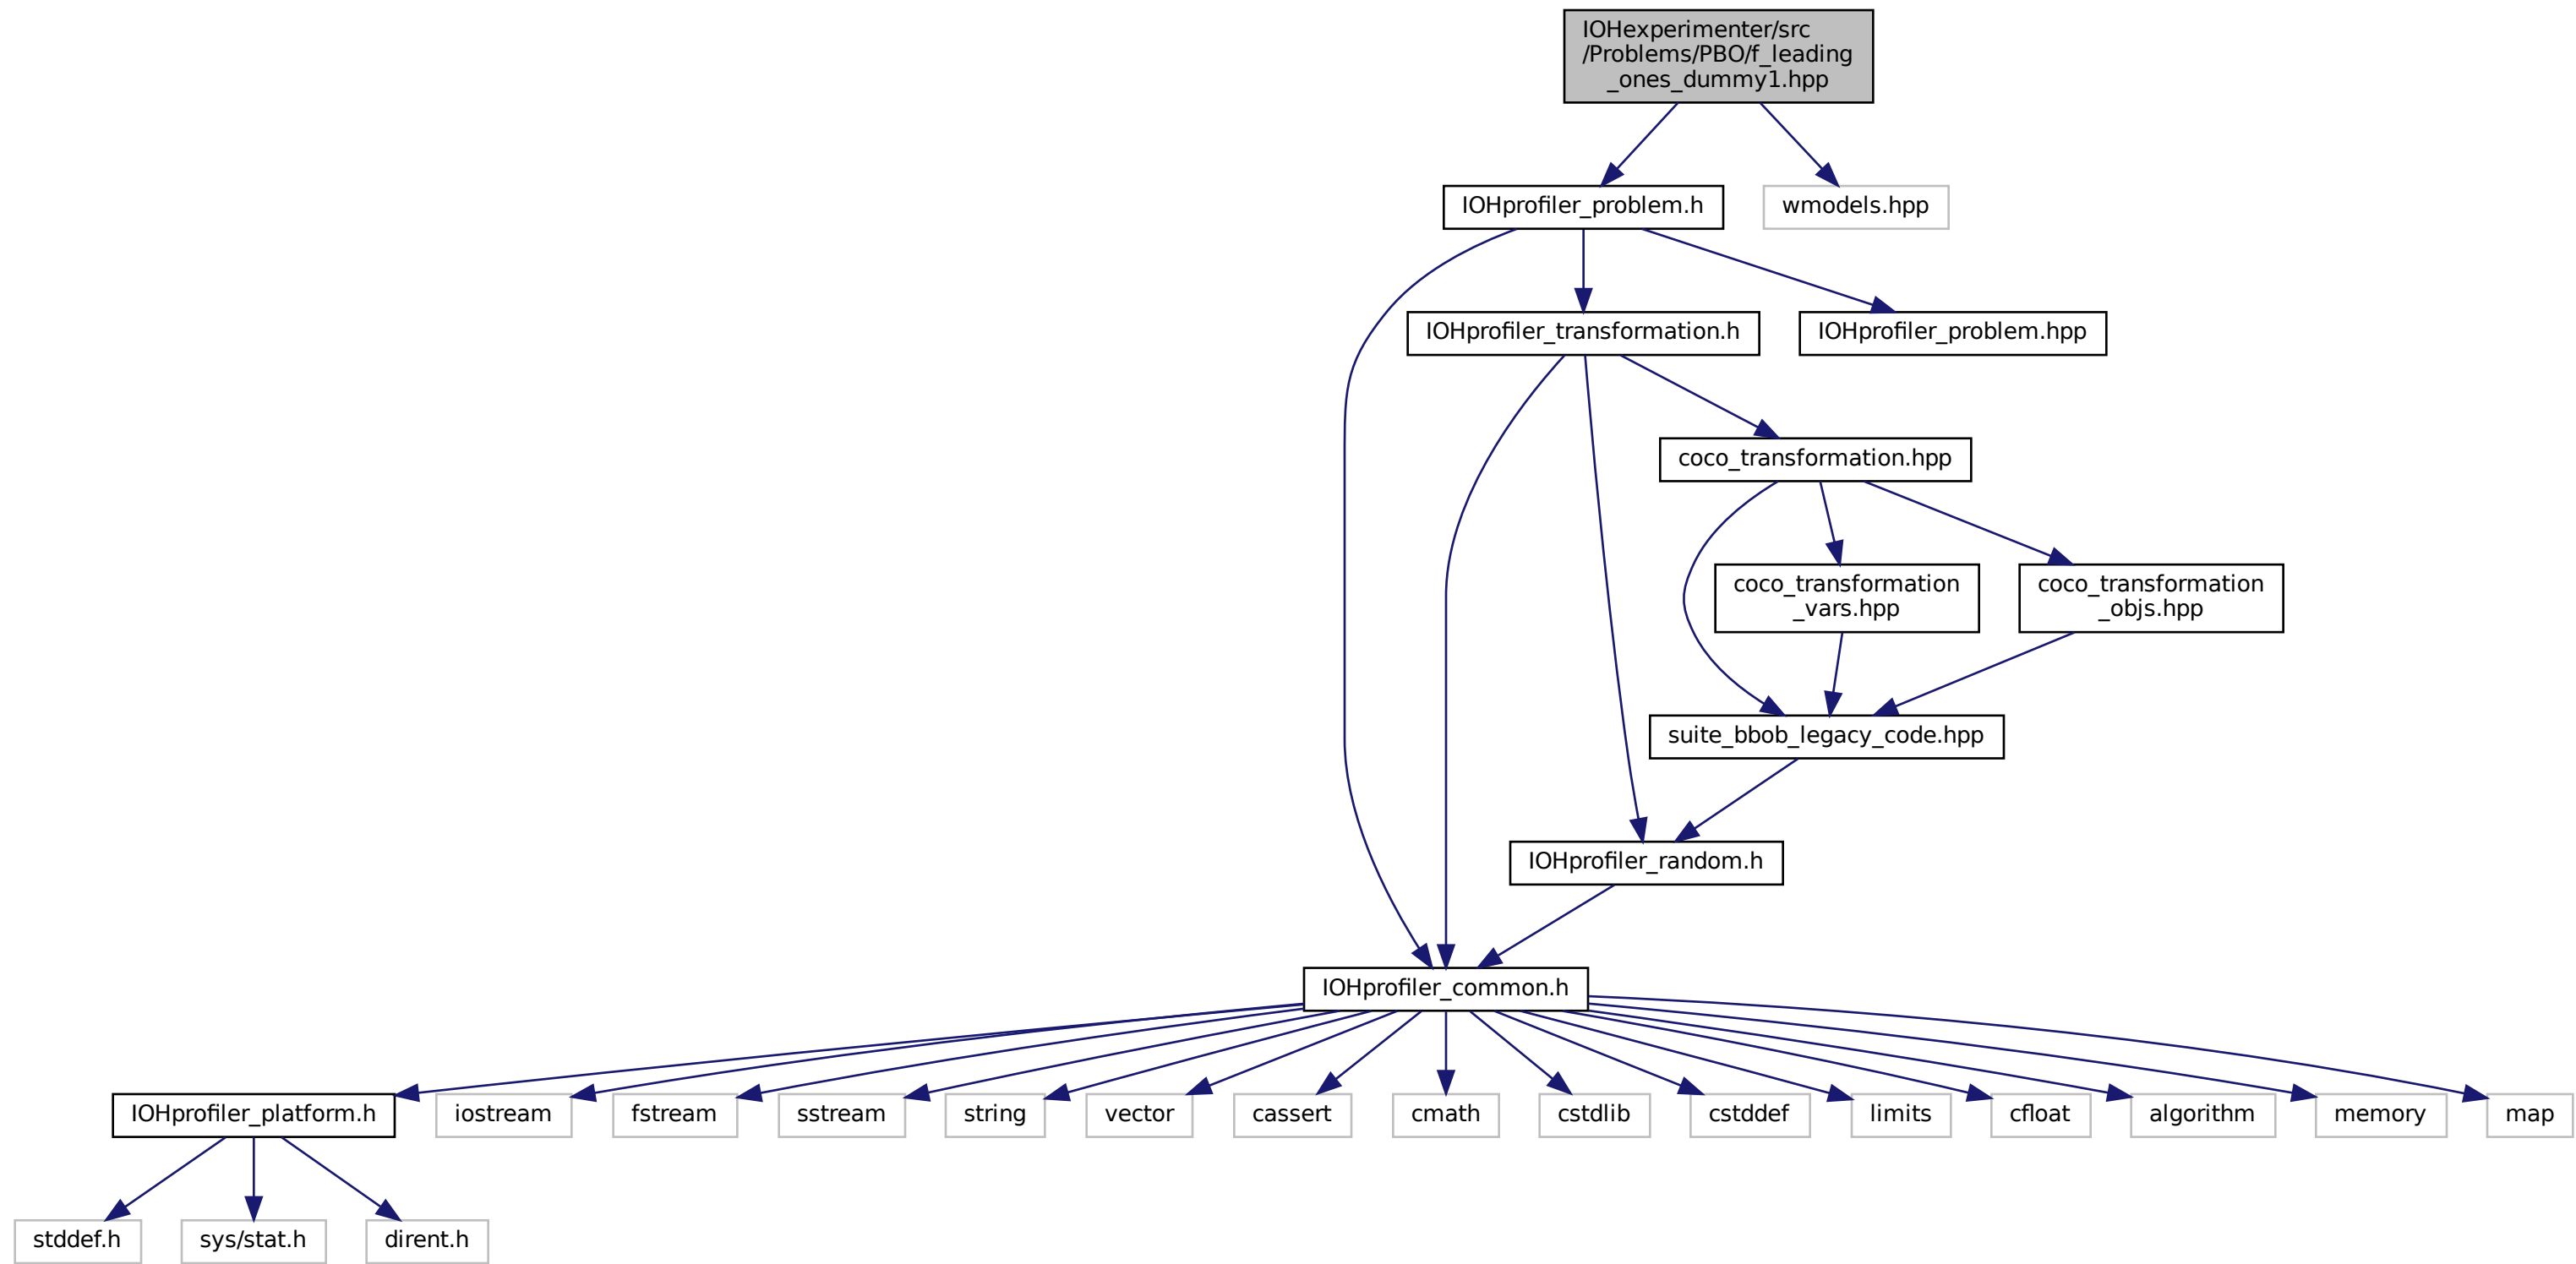 IOHexperimenter/src
/Problems/PBO/f_leading
_ones_dummy1.hpp
IOHprofiler_problem.h
wmodels.hpp
IOHprofiler_transformation.h
IOHprofiler_problem.hpp
coco_transformation.hpp
coco_transformation
_vars.hpp
coco_transformation
_objs.hpp
suite_bbob_legacy_code.hpp
IOHprofiler_random.h
IOHprofiler_common.h
IOHprofiler_platform.h
iostream
fstream
sstream
string
vector
cassert
cmath
cstdlib
cstddef
limits
cfloat
algorithm
memory
map
stddef.h
sys/stat.h
dirent.h